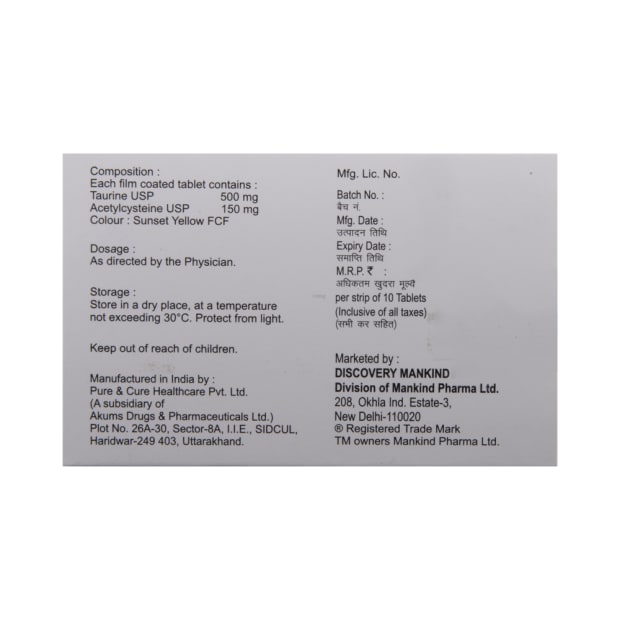 Composition :
Each film coated tablet contains :
Taurine USP 500 mg
Acetylcysteine USP 150 mg
Colour : Sunset Yellow FCF
Dosage :
As directed by the Physician.
Storage :
Store in a dry place, at a temperature
not exceeding 30°C. Protect from light.
Keep out of reach of children.
Manufactured in India by :
Pure & Cure Healthcare Pvt. Ltd.
(A subsidiary of
Akums Drugs & Pharmaceuticals Ltd.)
Plot No. 26A-30, Sector-8A, I.I.E., SIDCUL,
Haridwar-249 403, Uttarakhand.
Mfg. Lic. No.
Batch No. :
बैच नं.
Mfg. Date :
उत्पादन तिथि
Expiry Date :
समाप्ति तिथि
M.R.P. ₹ :
अधिकतम खुदरा मूल्य
per strip of 10 Tablets
(Inclusive of all taxes)
(सभी कर सहित)
Marketed by :
DISCOVERY MANKIND
Division of Mankind Pharma Ltd.
208, Okhla Ind. Estate-3,
New Delhi-110020
® Registered Trade Mark
TM owners Mankind Pharma Ltd.